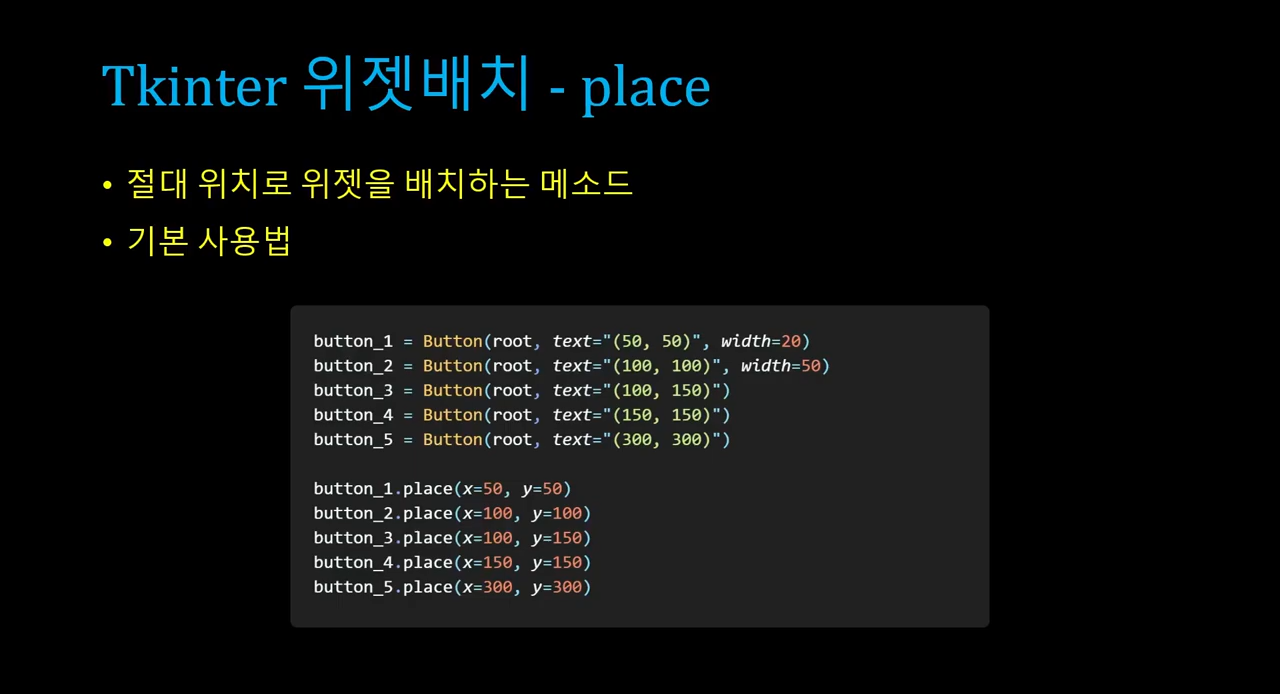 Tkinter 위젯배치 - place
• 절대 위치로 위젯을 배치하는 메소드
• 기본 사용법
button_1 = Button(root, text="(50, 50)", width=20)
button_2 = Button(root, text="(100, 100)", width=50)
button_3 = Button(root, text="(100, 150)")
button_4 = Button(root, text="(150, 150)")
button_5 = Button(root, text="(300, 300)")
button_1.place(x=50, y=50)
button_2.place(x=100, y=100)
button_3.place(x=100, y=150)
button_4.place(x=150, y=150)
button_5.place(x=300, y=300)